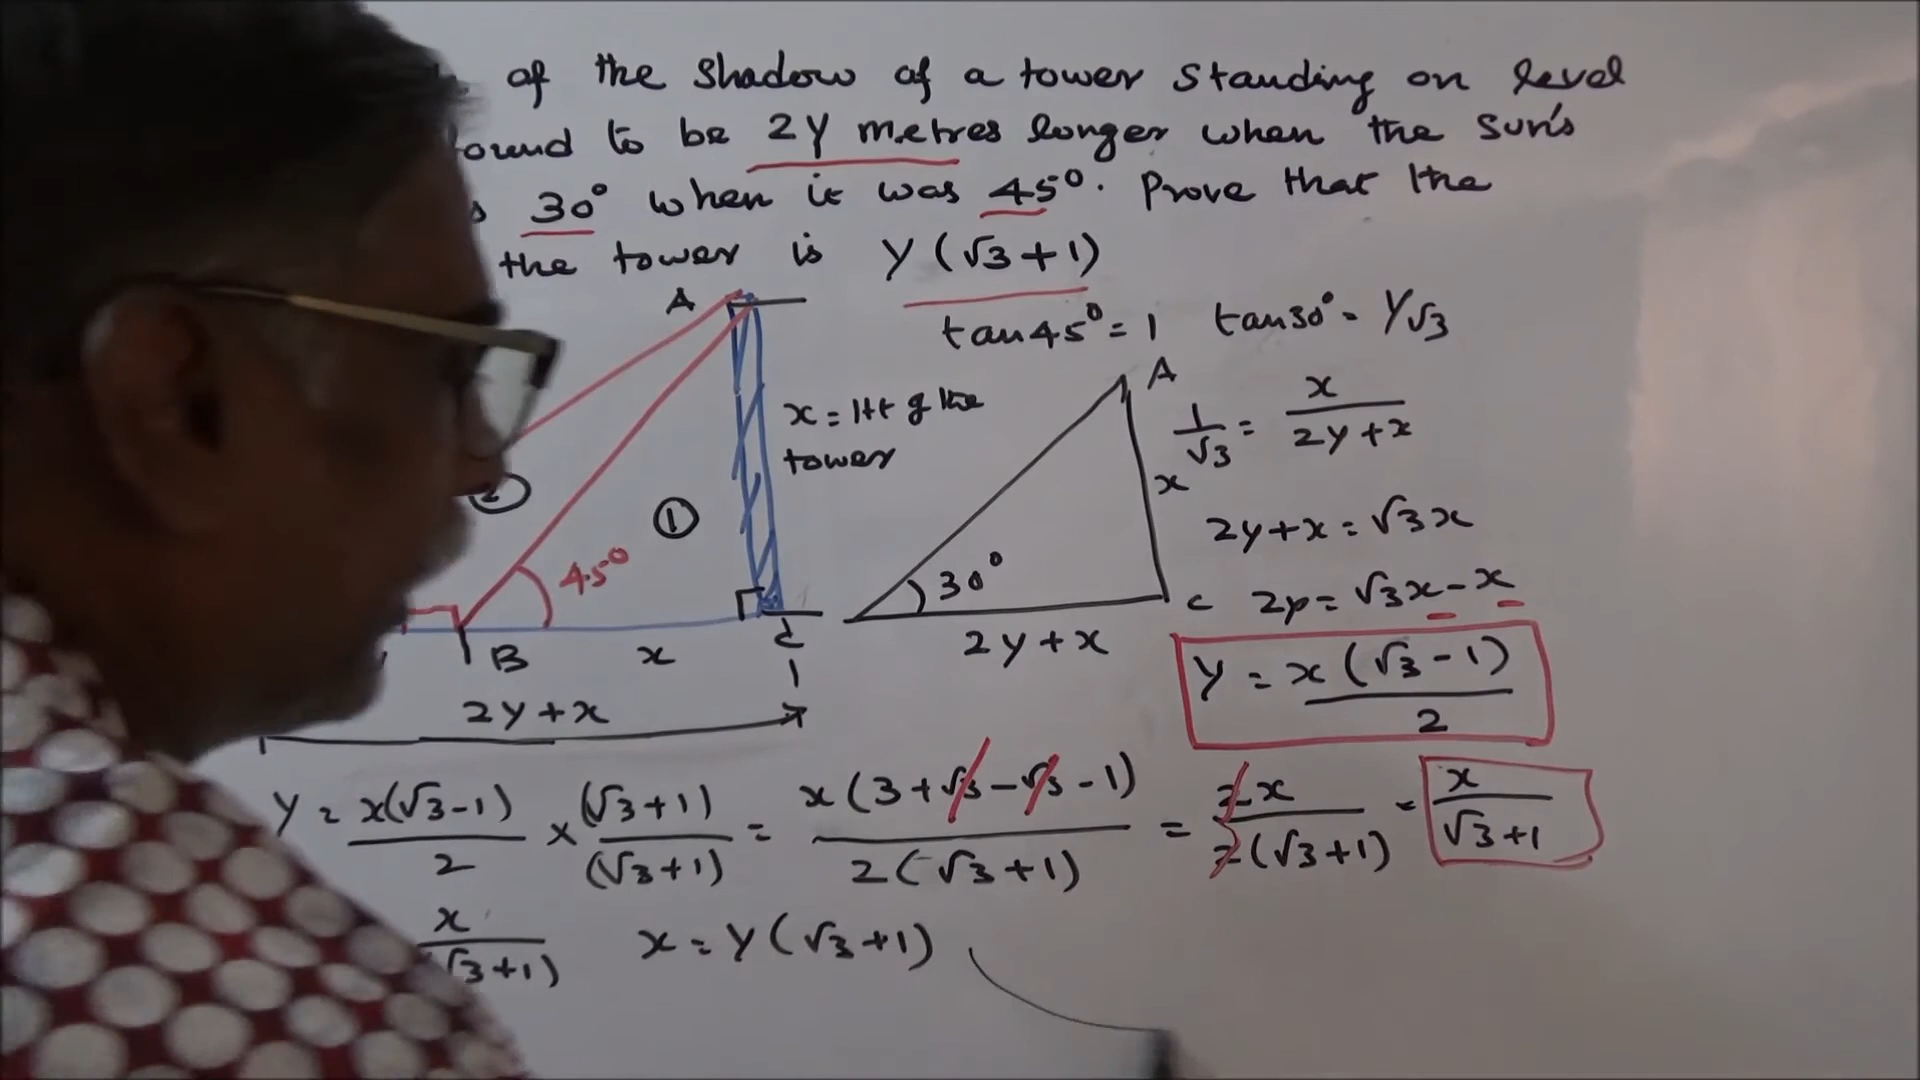 of the shadow of a tower standing on level
ound to be 2Y metres longer when the sun's
s 30° when it was 45°. Prove that the
the tower is Y(√3+1)
A
tan45°=1 tan30° = 1/√3
A
x = Ht of the
tower
1/√3 = x/(2y+x)
x
2
1
2y+x = √3x
45°
30°
C 2y = √3x-x
B x C
2y+x
Y = x(√3-1)/2
2Y+x
Y = x(√3-1)/2 × (√3+1)/(√3+1) = x(3+√3-√3-1)/2(√3+1) = 2x/2(√3+1) = x/(√3+1)
x/(√3+1) x = Y(√3+1)